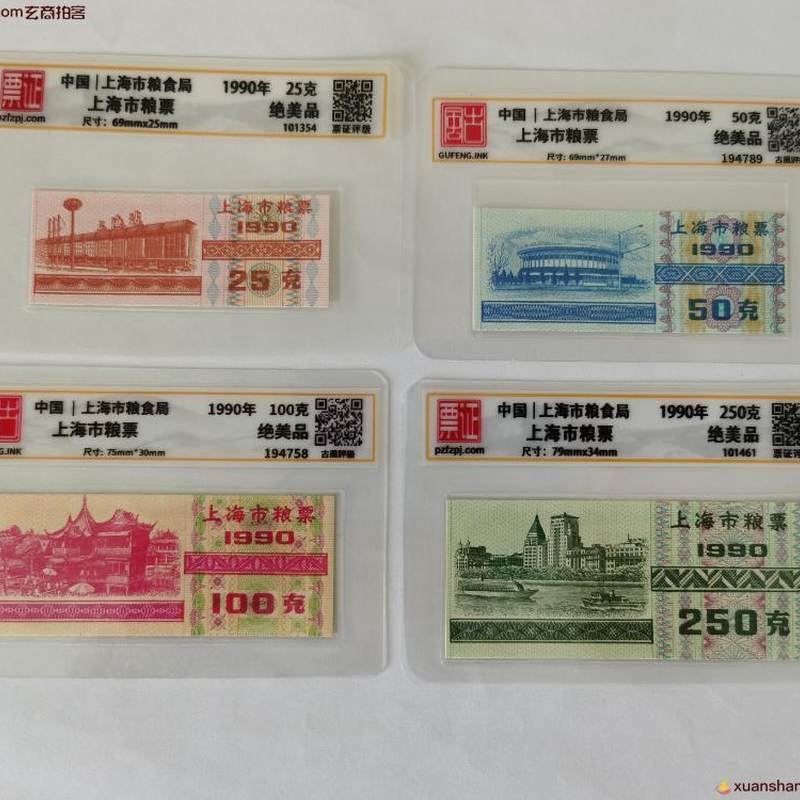 om玄商拍客
票证
pzfzpj.com
中国 | 上海市粮食局 1990年 25克
上海市粮票 绝美品
尺寸：69mmx25mm 101354 票证评级
上海市粮票
1990
25克
GUFENG.INK
中国 | 上海市粮食局 1990年 50克
上海市粮票 绝美品
尺寸: 69mm*27mm 194789 古風評
上海市粮票
1990
50克
G.INK
中国 | 上海市粮食局 1990年 100克
上海市粮票 绝美品
尺寸: 75mm*30mm 194758 古風評級
上海市粮票
1990
100克
票证
pzfzpj.com
中国 | 上海市粮食局 1990年 250克
上海市粮票 绝美品
尺寸：79mmx34mm 101461 票证评
上海市粮票
1990
250克
xuanshan